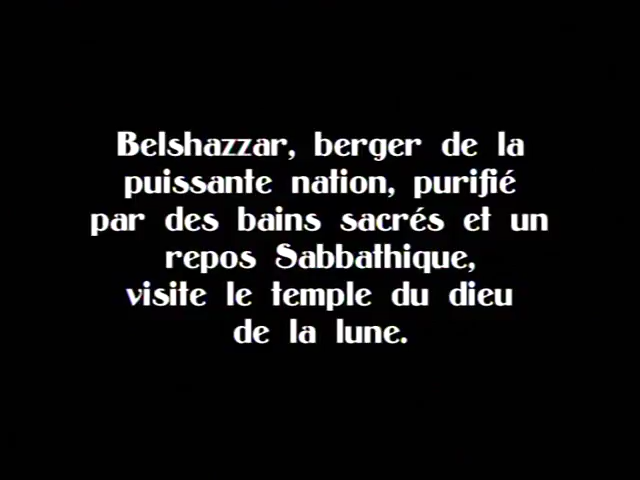 Belshazzar, berger de la
puissante nation, purifié
par des bains sacrés et un
repos Sabbathique,
visite le temple du dieu
de la lune.